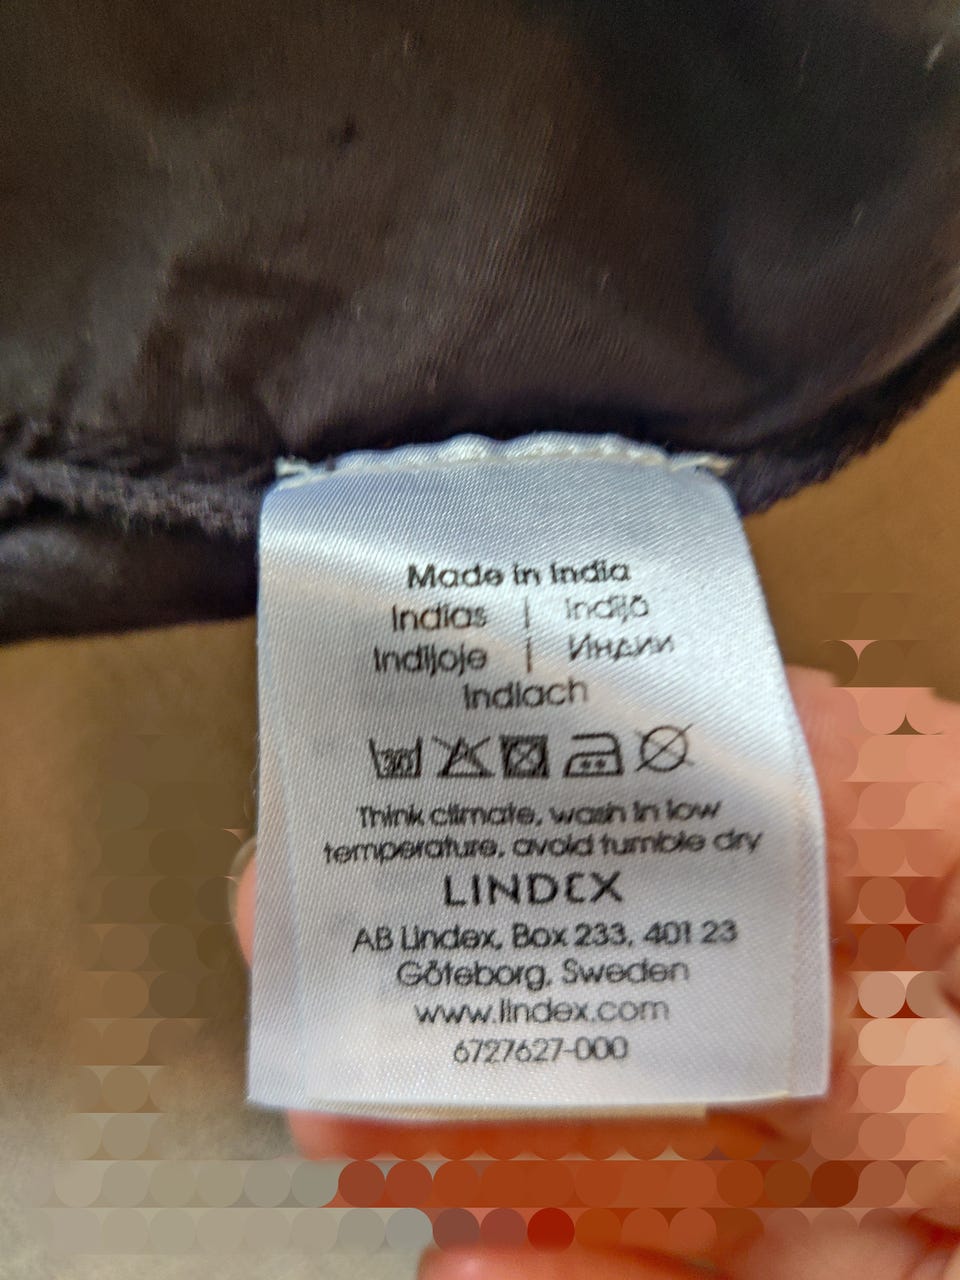 Made in India
Indias | Indijā
Indijoje | Индии
Indiach
30
Think climate, wash in low
temperature, avoid tumble dry
LINDEX
AB Lindex, Box 233, 401 23
Göteborg, Sweden
www.lindex.com
6727627-000